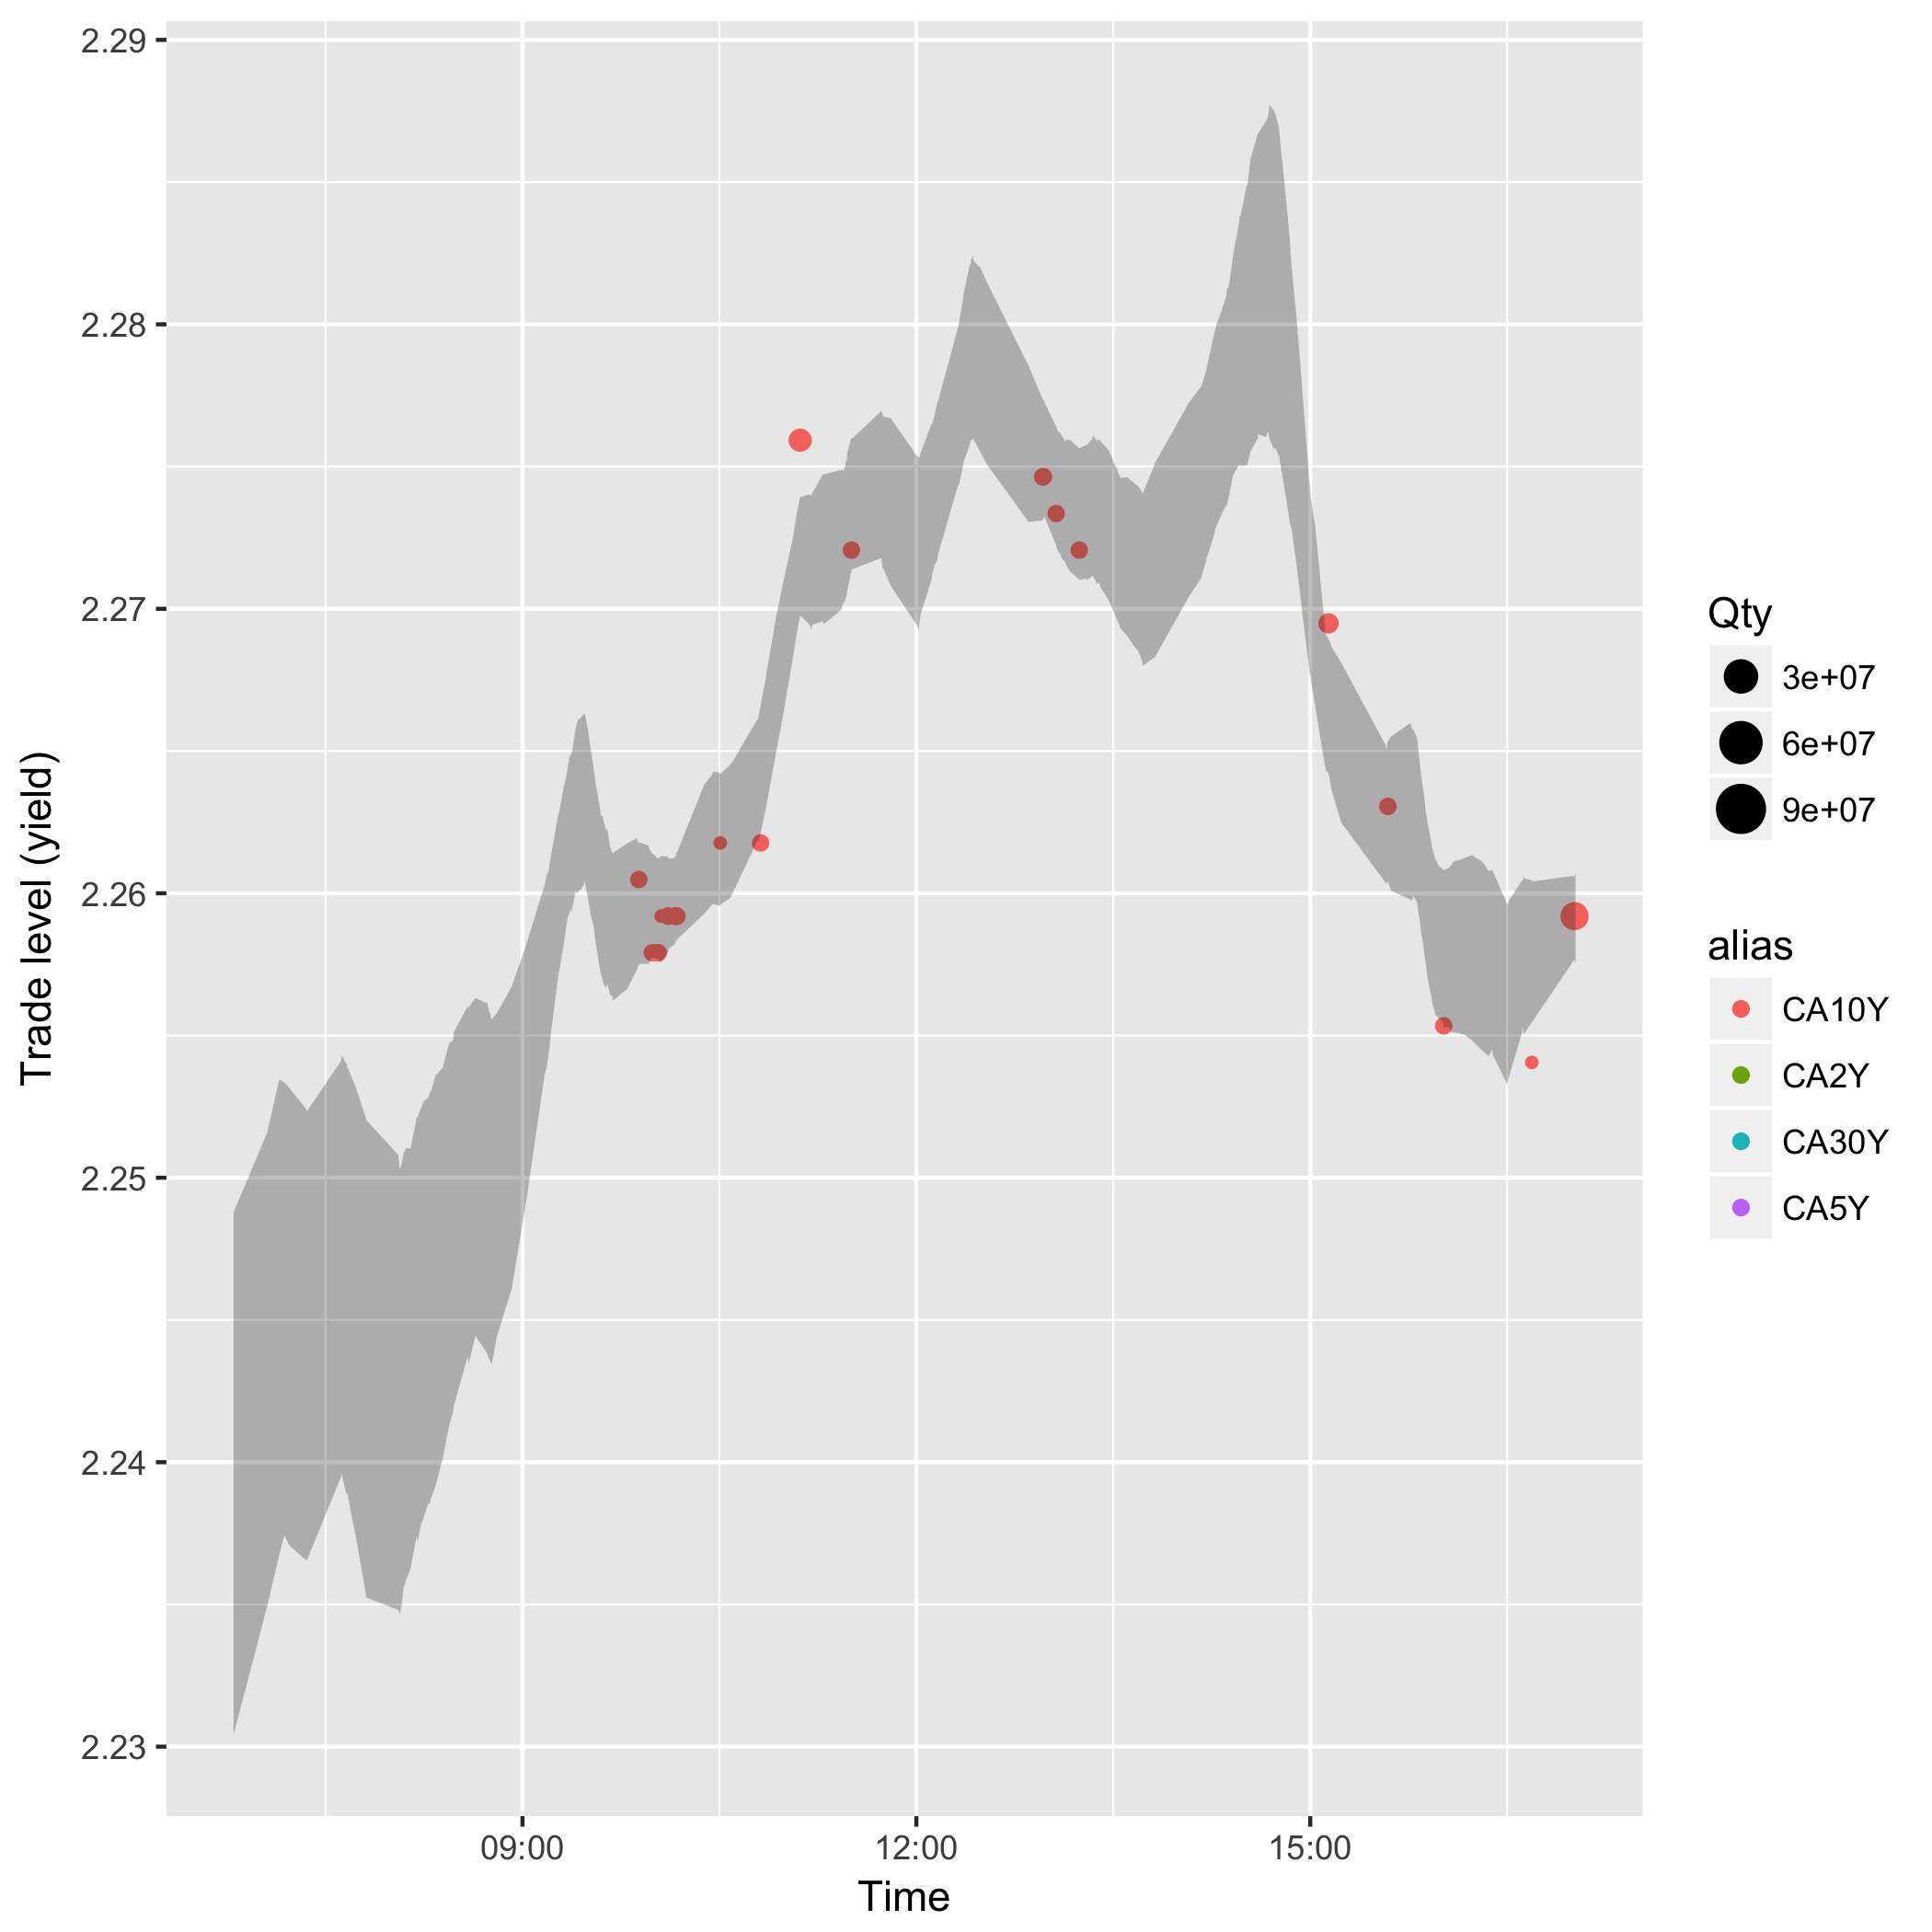 2.29
2.28
2.27
2.26
2.25
2.24
2.23
Trade level (yield)
09:00
12:00
15:00
Time
Qty
3e+07
6e+07
9e+07
alias
CA10Y
CA2Y
CA30Y
CA5Y